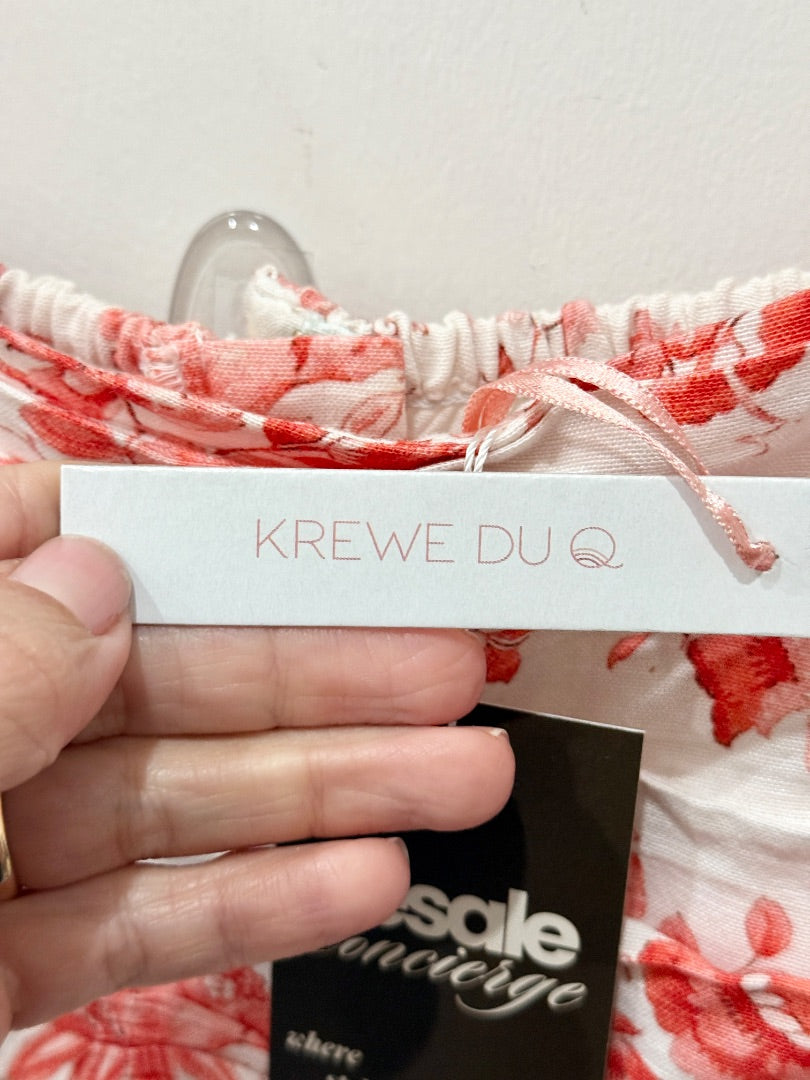 KREWE DU Q
esale
oncierge
where